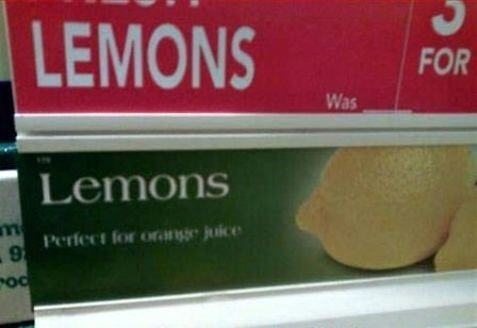 LEMONS
3
FOR
Was
Lemons
Perfect for orange juice